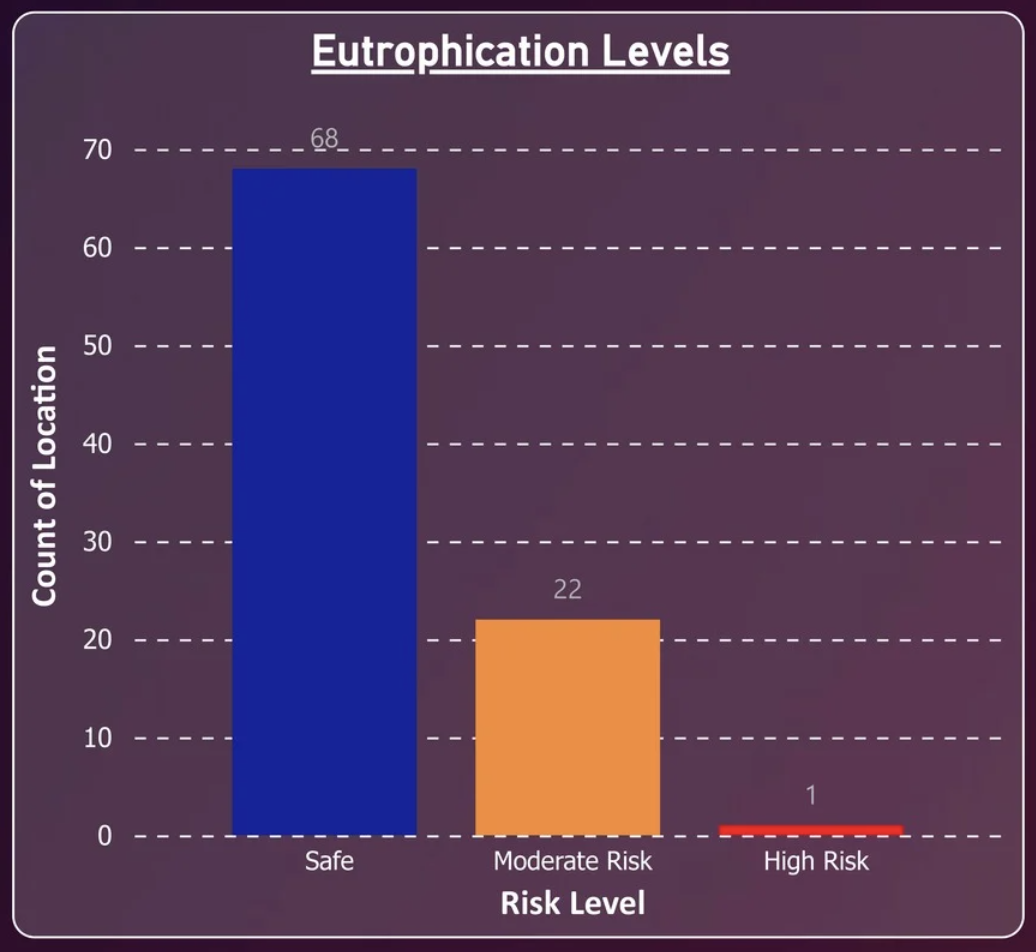 Eutrophication Levels
70
68
60
50
40
30
22
20
10
1
0
Count of Location
Safe Moderate Risk High Risk
Risk Level